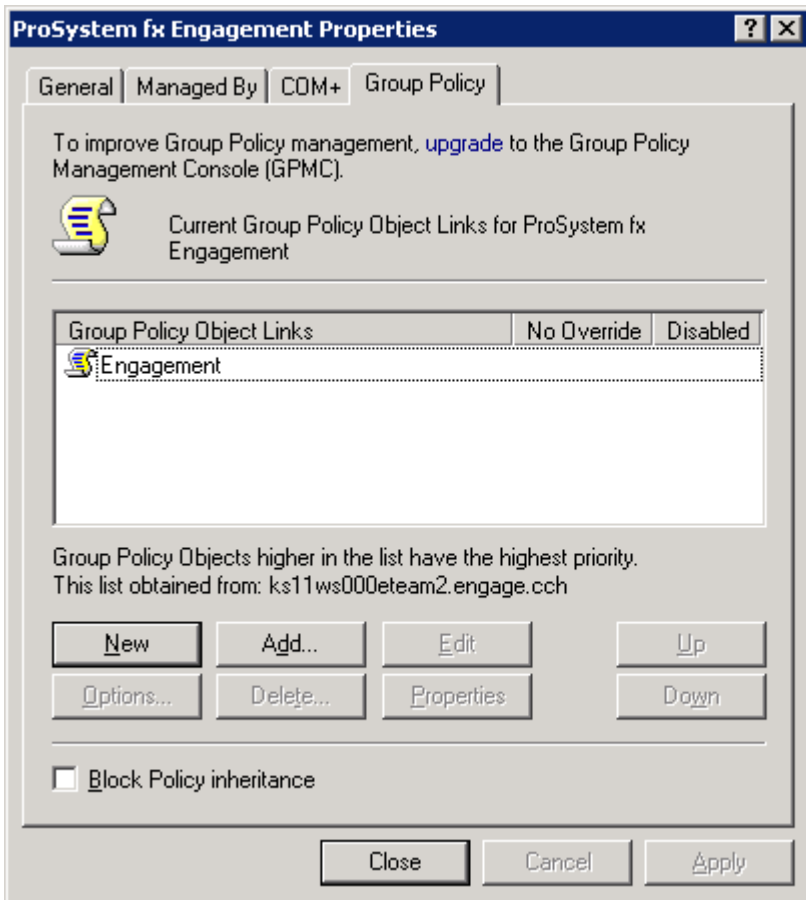 ProSystem fx Engagement Properties
General Managed By COM+ Group Policy
To improve Group Policy management, upgrade to the Group Policy
Management Console (GPMC).
Current Group Policy Object Links for ProSystem fx
Engagement
Group Policy Object Links No Override Disabled
Engagement
Group Policy Objects higher in the list have the highest priority.
This list obtained from: ks11ws000eteam2.engage.cch
New Add... Edit Up
Options... Delete... Properties Down
Block Policy inheritance
Close Cancel Apply